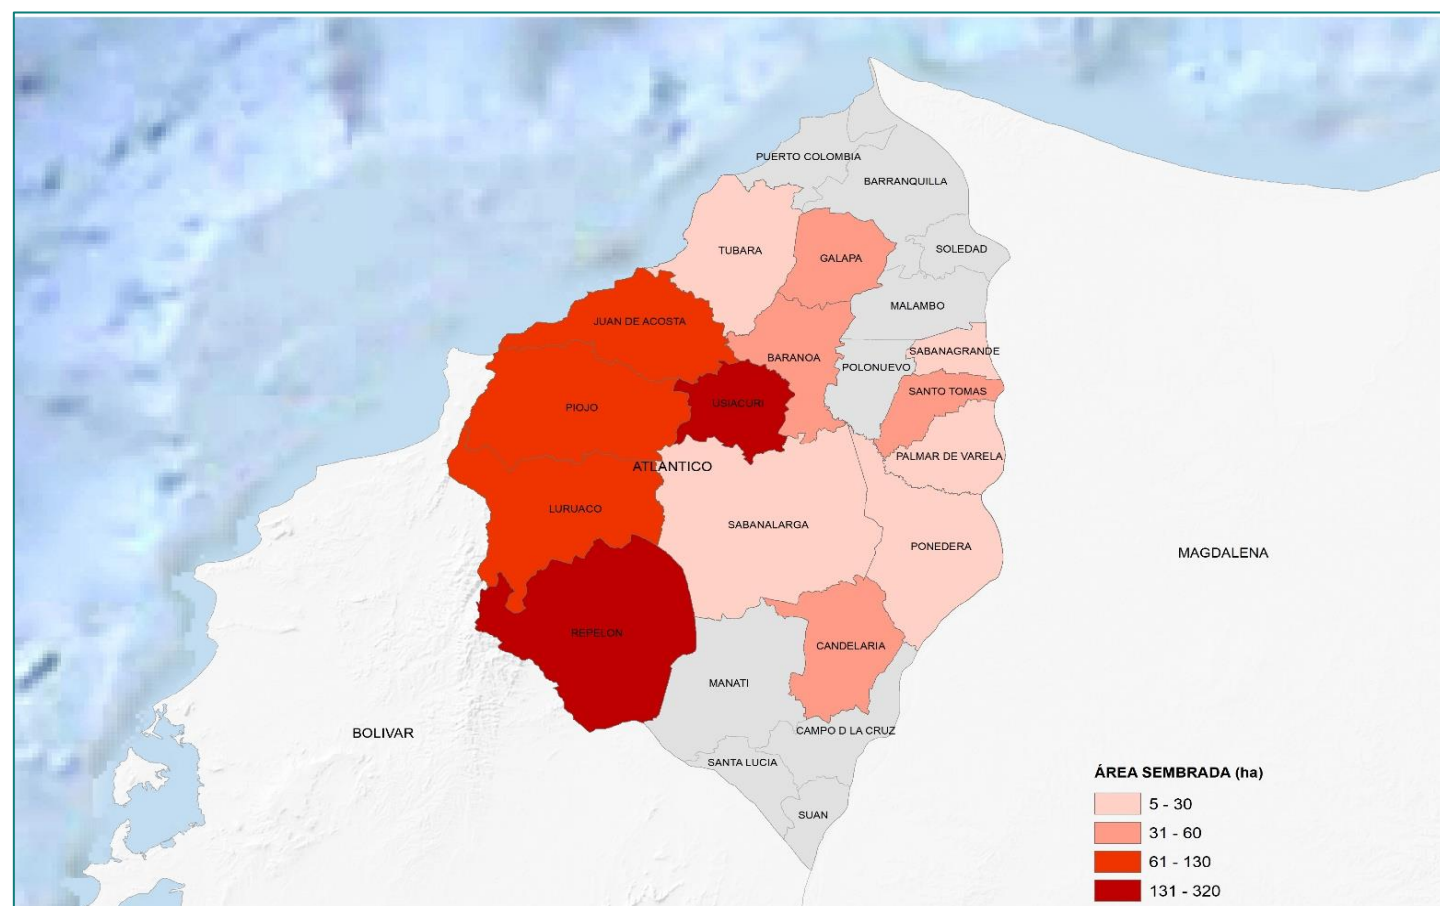 PUERTO COLOMBIA
BARRANQUILLA
TUBARA
GALAPA
SOLEDAD
MALAMBO
JUAN DE ACOSTA
BARANOA
SABANAGRANDE
POLONUEVO
SANTO TOMAS
USIACURI
PIOJO
PALMAR DE VARELA
ATLANTICO
LURUACO
SABANALARGA
PONEDERA
MAGDALENA
REPELON
CANDELARIA
MANATI
BOLIVAR
CAMPO D LA CRUZ
SANTA LUCIA
SUAN
ÁREA SEMBRADA (ha)
5 - 30
31 - 60
61 - 130
131 - 320